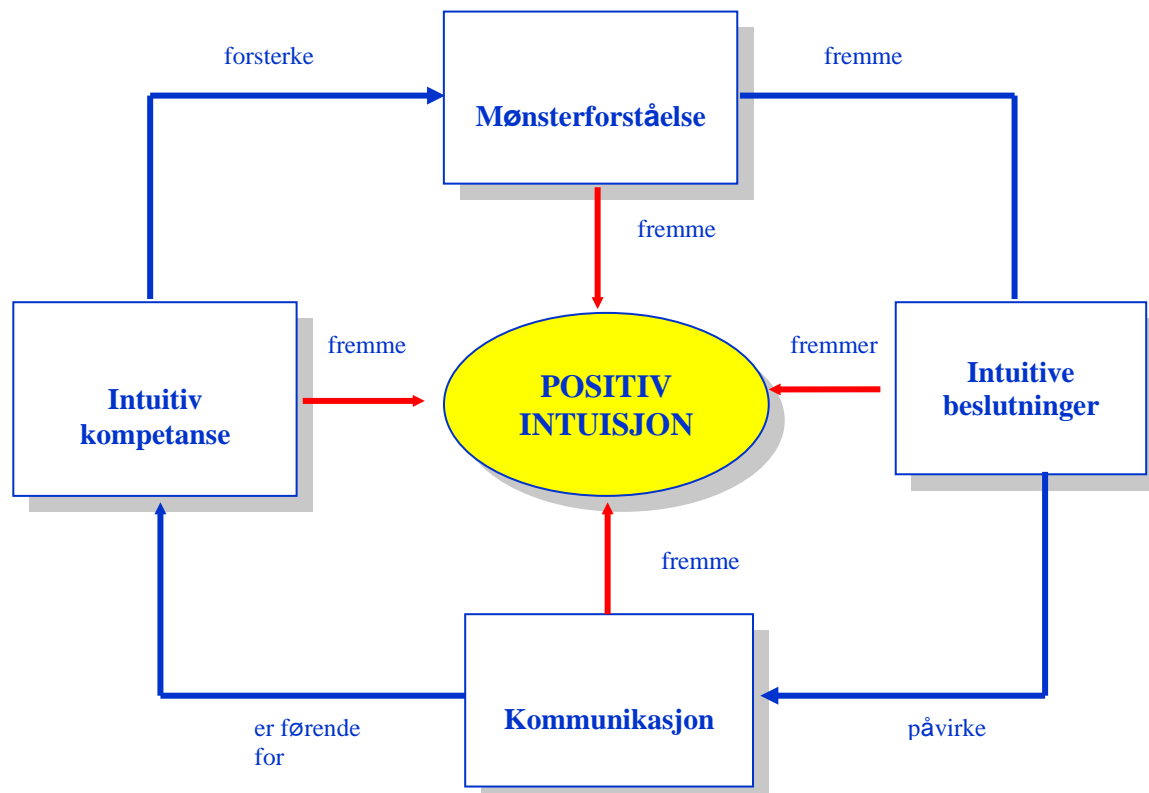 forsterke
fremme
Mønsterforståelse
fremme
fremme
fremmer
Intuitiv
kompetanse
POSITIV
INTUISJON
Intuitive
beslutninger
fremme
Kommunikasjon
er førende
for
påvirke